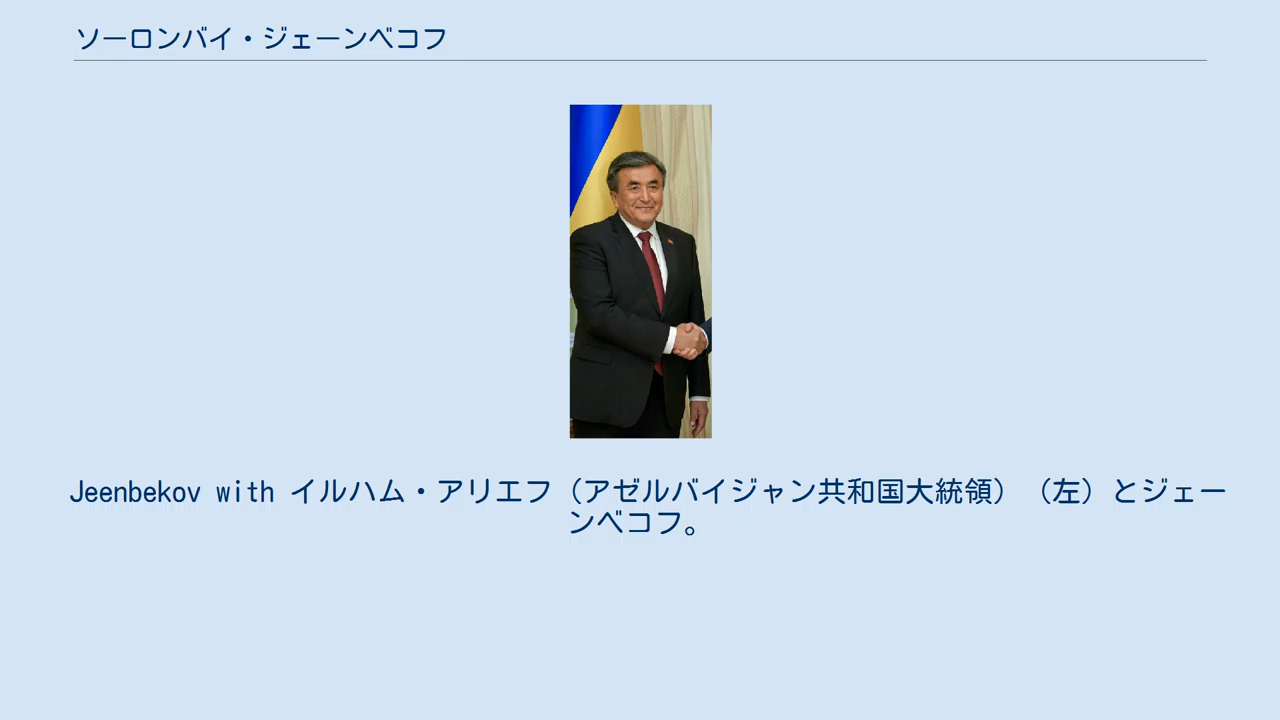 ソーロンバイ・ジェーンベコフ
Jeenbekov with イルハム・アリエフ（アゼルバイジャン共和国大統領）（左）とジェー
ンベコフ。